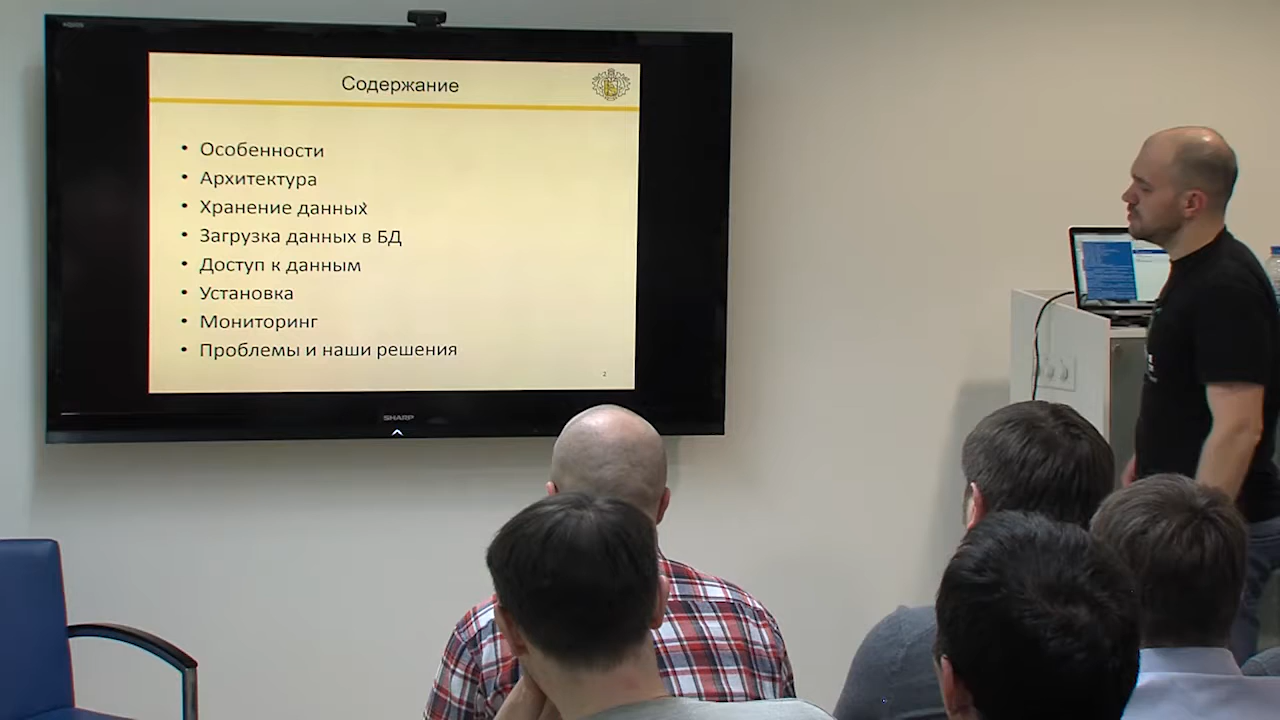 Содержание
• Особенности
• Архитектура
• Хранение данных
• Загрузка данных в БД
• Доступ к данным
• Установка
• Мониторинг
• Проблемы и наши решения
2
SHARP